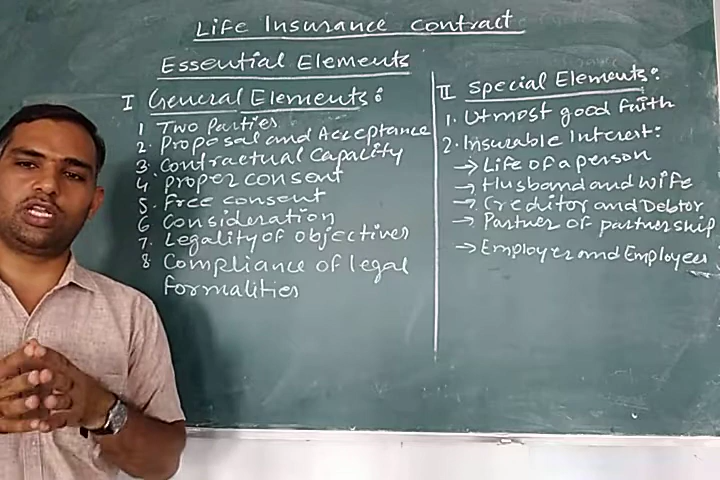 Life Insurance Contract
Essential Elements
I General Elements:
1 Two Parties
2. Proposal and Acceptance
3. Contractual Capacity
4 Proper consent
5. Free consent
6 Consideration
7. Legality of objectives
8 Compliance of legal
formalities
II Special Elements:
1. Utmost good faith
2. Insurable Interest:
→ Life of a person
→ Husband and Wife
→ Creditor and Debtor
→ Partner of partnership
→ Employer and Employees